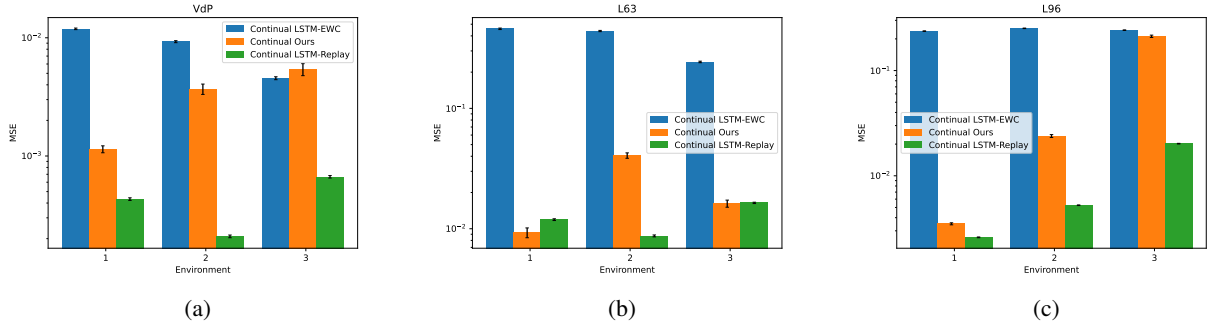 VdP
MSE
10⁻²
10⁻³
Continual LSTM-EWC
Continual Ours
Continual LSTM-Replay
1
2
3
Environment
(a)
L63
MSE
10⁻¹
10⁻²
Continual LSTM-EWC
Continual Ours
Continual LSTM-Replay
1
2
3
Environment
(b)
L96
MSE
10⁻¹
10⁻²
Continual LSTM-EWC
Continual Ours
Continual LSTM-Replay
1
2
3
Environment
(c)